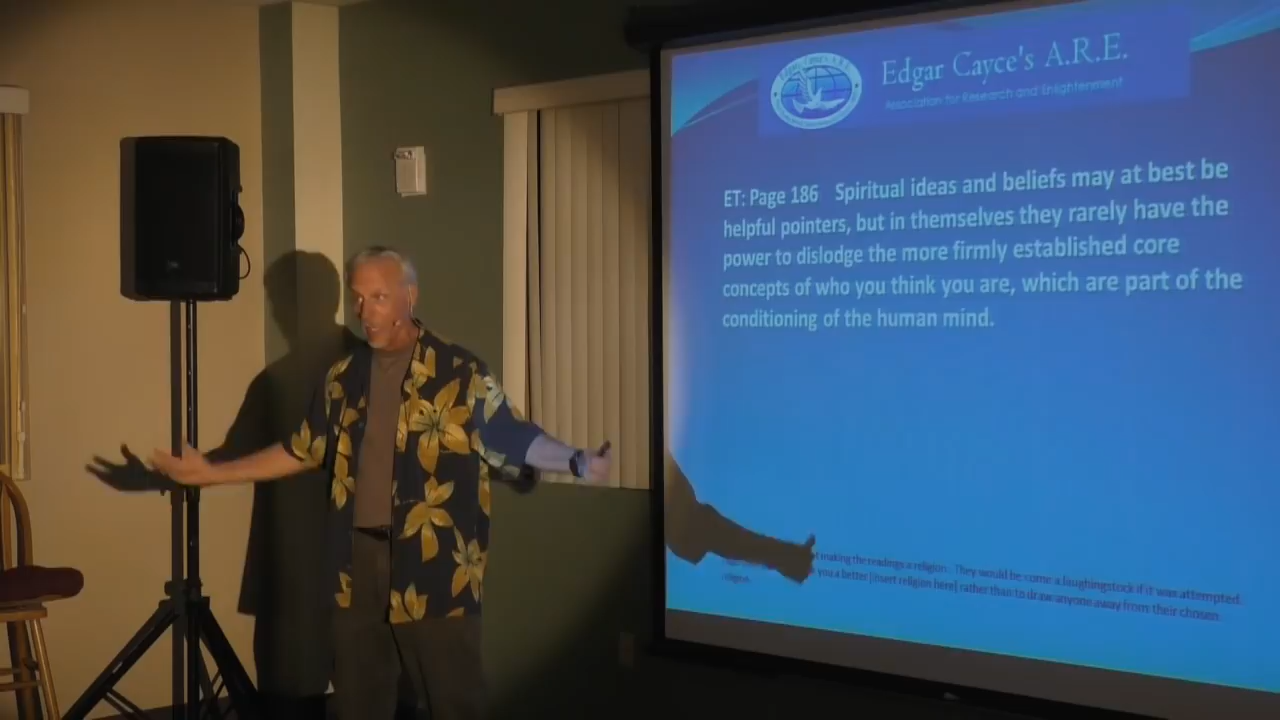 Edgar Cayce's A.R.E.
Association for Research and Enlightenment
ET: Page 186 Spiritual ideas and beliefs may at best be
helpful pointers, but in themselves they rarely have the
power to dislodge the more firmly established core
concepts of who you think you are, which are part of the
conditioning of the human mind.
making the readings a religion. They would be come a laughingstock if it was attempted.
you a better [insert religion here] rather than to draw anyone away from their chosen
religion.